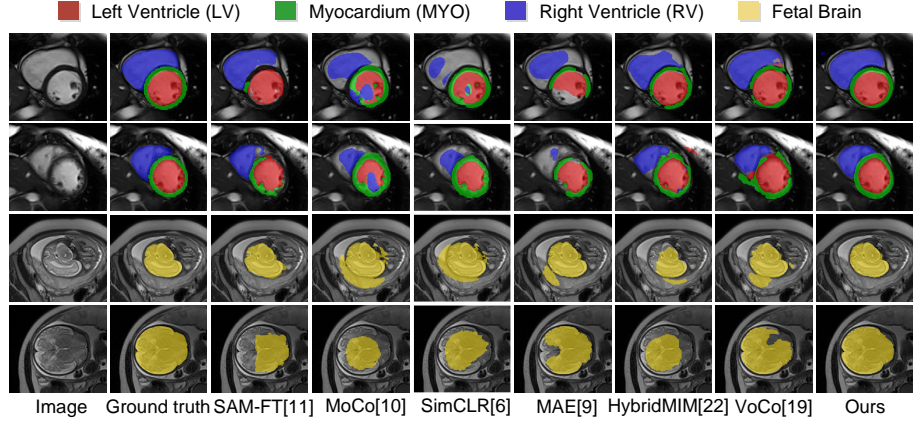 Left Ventricle (LV) Myocardium (MYO) Right Ventricle (RV) Fetal Brain
Image Ground truth SAM-FT[11] MoCo[10] SimCLR[6] MAE[9] HybridMIM[22] VoCo[19] Ours